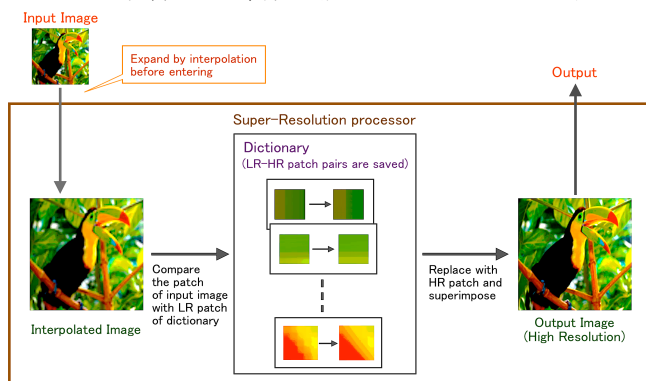 Input Image
Expand by interpolation
before entering
Output
Super-Resolution processor
Dictionary
(LR-HR patch pairs are saved)
Compare
the patch
of input image
with LR patch
of dictionary
Replace with
HR patch and
superimpose
Interpolated Image
Output Image
(High Resolution)